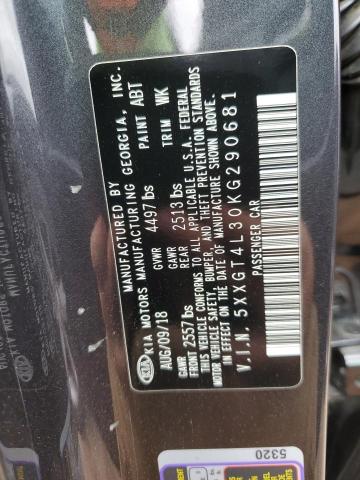 MANUFACTURED BY
KIA KIA MOTORS MANUFACTURING GEORGIA, INC.
AUG/09/18 GVWR 4497 lbs PAINT ABT
GAWR FRONT 2557 lbs GAWR 2513 lbs TRIM WK
THIS VEHICLE CONFORMS TO ALL APPLICABLE U.S.A. FEDERAL
MOTOR VEHICLE SAFETY, BUMPER, AND THEFT PREVENTION STANDARDS
IN EFFECT ON THE DATE OF MANUFACTURE SHOWN ABOVE.
V.I.N. 5XXGT4L30KG290681
PASSENGER CAR
5320